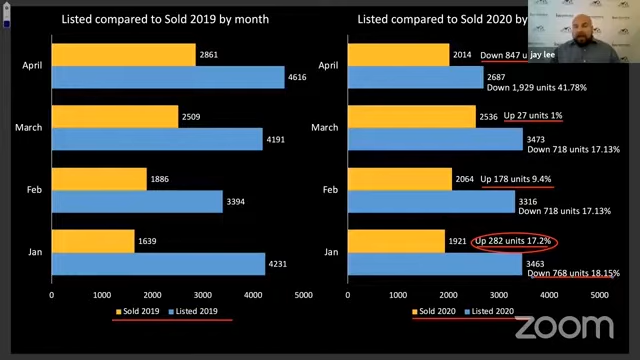 Listed compared to Sold 2019 by month
April
2861
4616
March
2509
4191
Feb
1886
3394
Jan
1639
4231
0 1000 2000 3000 4000 5000
Sold 2019 Listed 2019
Listed compared to Sold 2020 by
jay lee
April
2014 Down 847 un
2687
Down 1,929 units 41.78%
March
2536 Up 27 units 1%
3473
Down 718 units 17.13%
Feb
2064 Up 178 units 9.4%
3316
Down 718 units 17.13%
Jan
1921 Up 282 units 17.2%
3463
Down 768 units 18.15%
0 1000 2000 3000 4000 5000
Sold 2020 Listed 2020
zoom